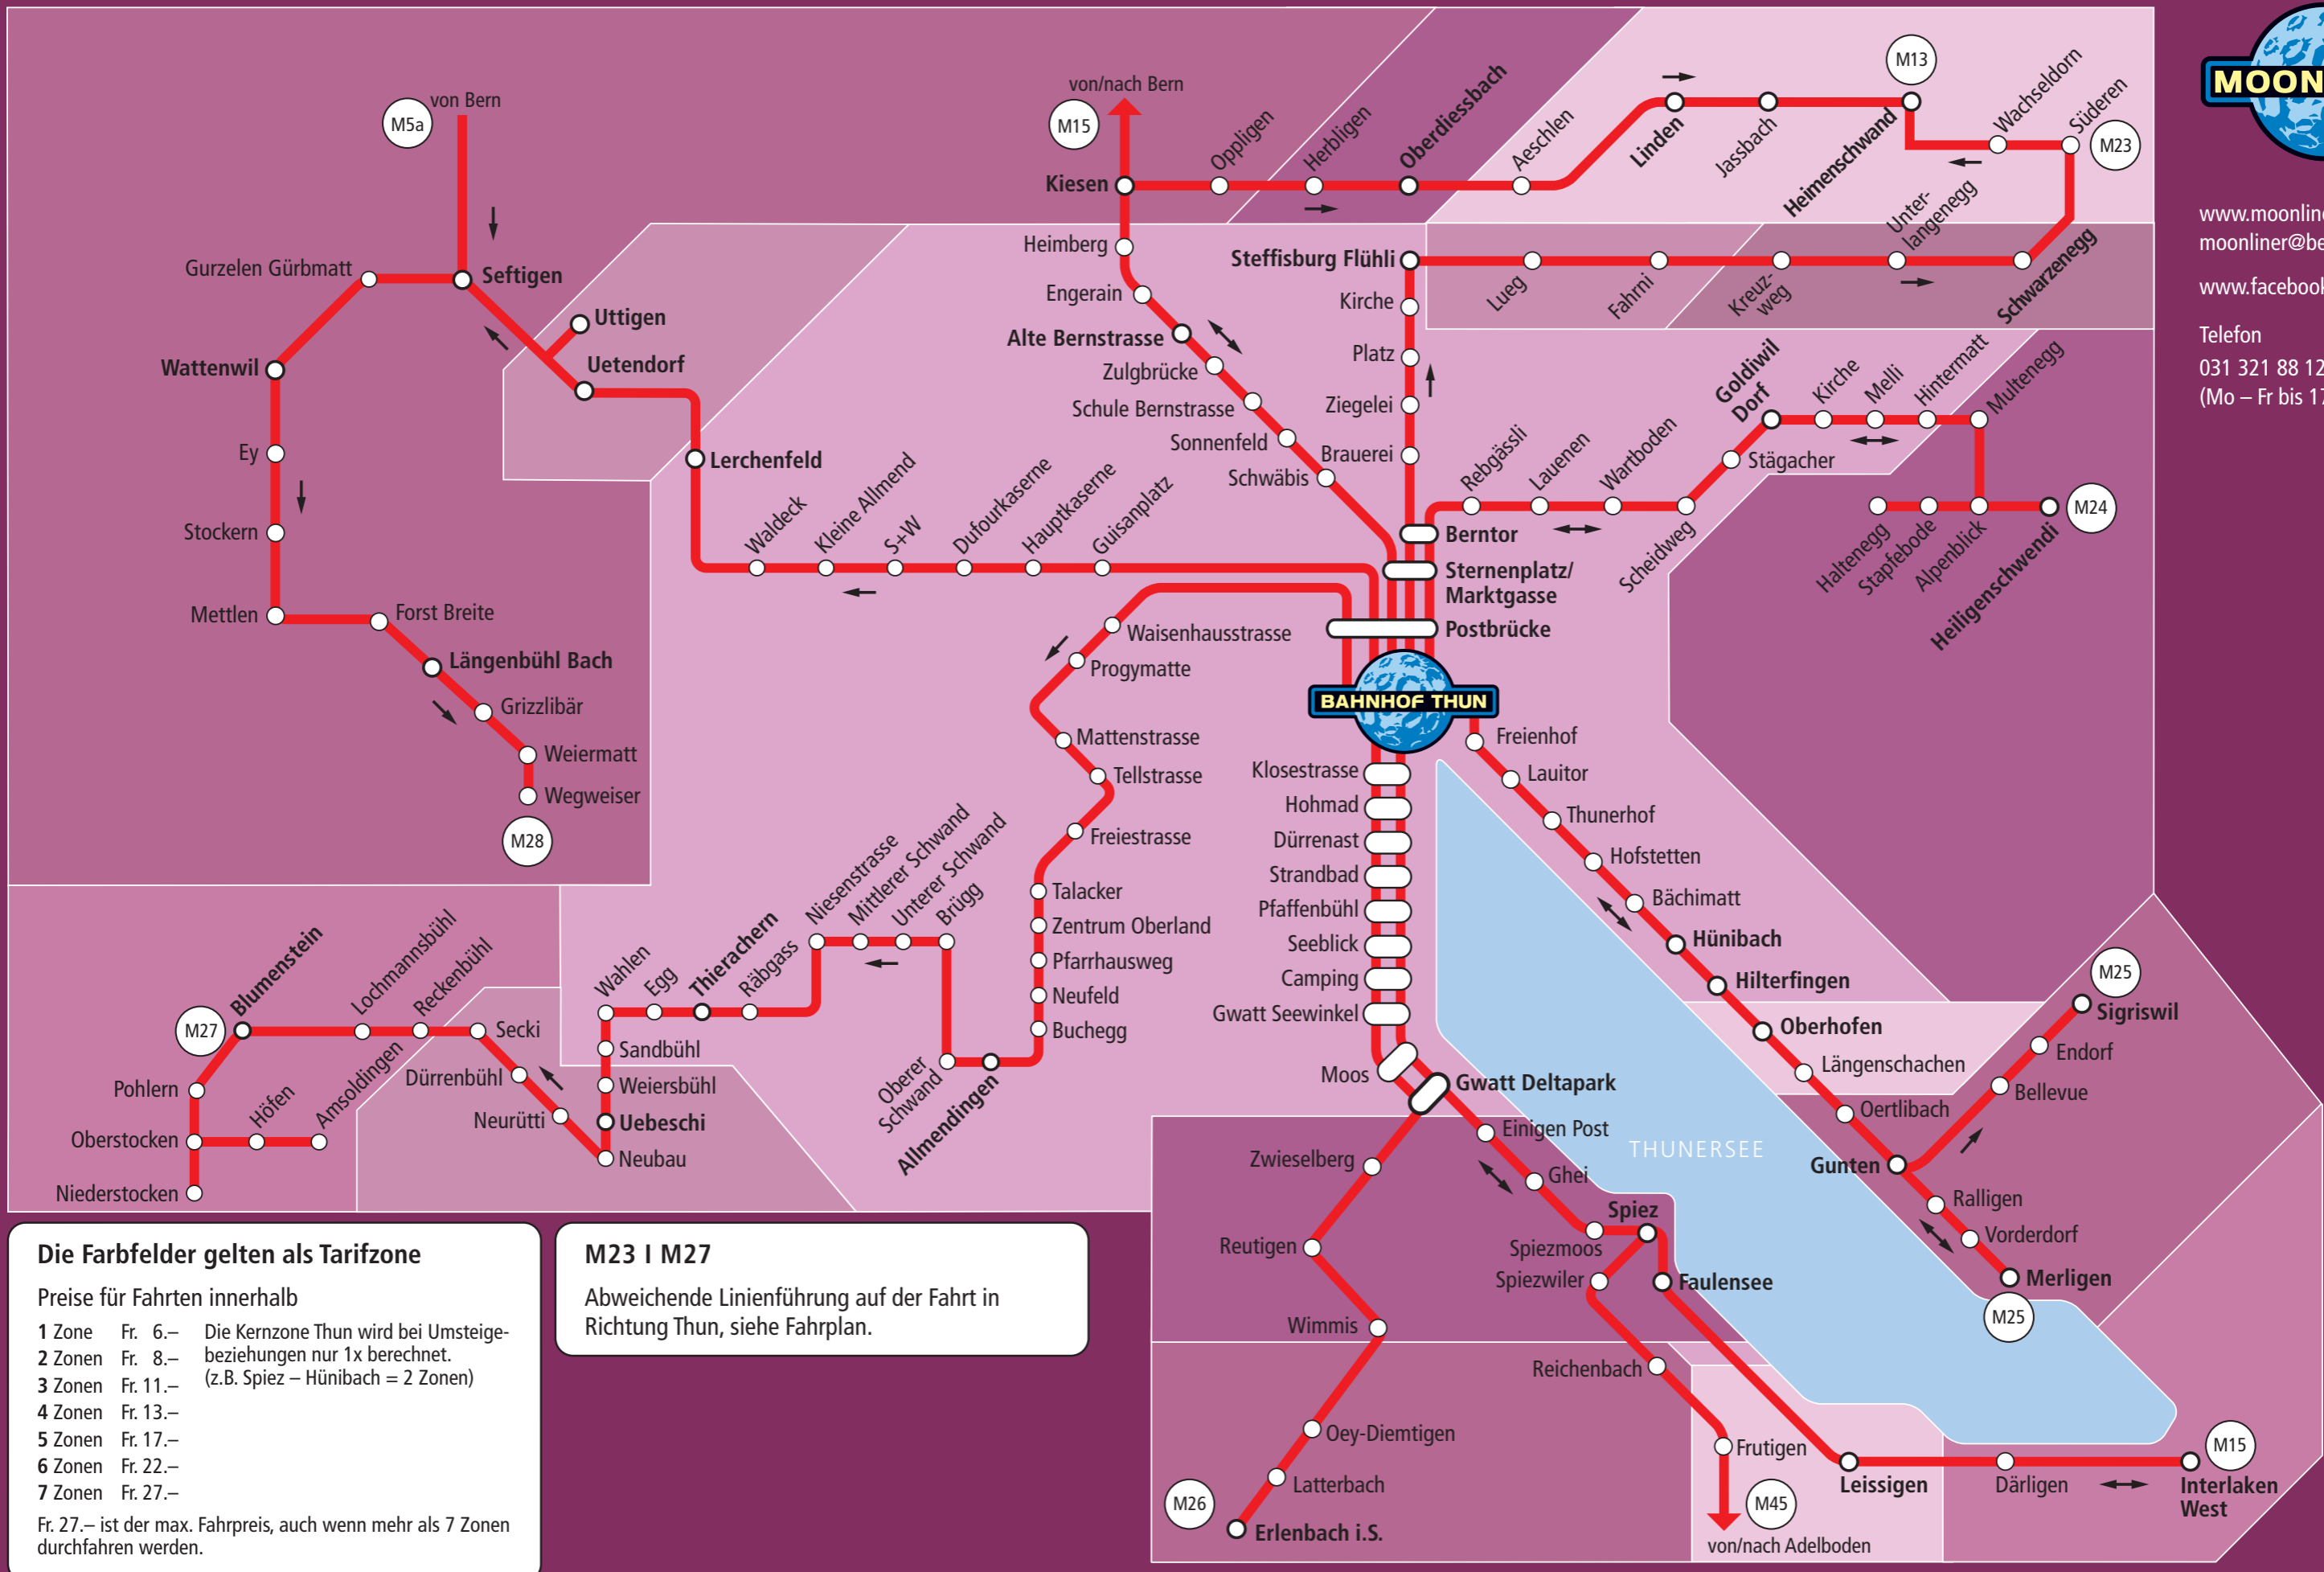 MOON
www.moonline
moonliner@be
www.facebook
Telefon
031 321 88 12
(Mo – Fr bis 17
M5a
von Bern
Gurzelen Gürbmatt
Seftigen
Uttigen
Uetendorf
Wattenwil
Ey
Stockern
Mettlen
Forst Breite
Längenbühl Bach
Grizzlibär
Weiermatt
Wegweiser
M28
Lerchenfeld
Waldeck
Kleine Allmend
S+W
Dufourkaserne
Hauptkaserne
Guisanplatz
von/nach Bern
M15
Kiesen
Oppligen
Herbligen
Oberdiessbach
Aeschlen
Linden
Jassbach
M13
Heimenschwand
Wachseldorn
Süderen
M23
Heimberg
Engerain
Alte Bernstrasse
Zulgbrücke
Schule Bernstrasse
Sonnenfeld
Schwäbis
Steffisburg Flühli
Kirche
Platz
Ziegelei
Brauerei
Lueg
Fahrni
Kreuz-
weg
Unter-
langenegg
Schwarzenegg
Rebgässli
Lauenen
Wartboden
Scheidweg
Stägacher
Goldiwil
Dorf
Kirche
Melli
Hintermatt
Multenegg
Haltenegg
Stapfebode
Alpenblick
Heiligenschwendi
M24
Berntor
Sternenplatz/
Marktgasse
Postbrücke
BAHNHOF THUN
Waisenhausstrasse
Progymatte
Mattenstrasse
Tellstrasse
Freiestrasse
Talacker
Zentrum Oberland
Pfarrhausweg
Neufeld
Buchegg
Allmendingen
Oberer
Schwand
Brügg
Unterer Schwand
Mittlerer Schwand
Niesenstrasse
Räbgass
Thierachern
Egg
Wahlen
Sandbühl
Weiersbühl
Uebeschi
Neubau
Neurütti
Dürrenbühl
Secki
Reckenbühl
Lochmannsbühl
Blumenstein
M27
Pohlern
Oberstocken
Höfen
Amsoldingen
Niederstocken
Klosestrasse
Hohmad
Dürrenast
Strandbad
Pfaffenbühl
Seeblick
Camping
Gwatt Seewinkel
Moos
Gwatt Deltapark
Zwieselberg
Reutigen
Wimmis
Oey-Diemtigen
Latterbach
Erlenbach i.S.
M26
Einigen Post
Ghei
Spiezmoos
Spiez
Spiezwiler
Faulensee
Reichenbach
Frutigen
M45
von/nach Adelboden
Leissigen
Därligen
Interlaken
West
M15
THUNERSEE
Freienhof
Lauitor
Thunerhof
Hofstetten
Bächimatt
Hünibach
Hilterfingen
Oberhofen
Längenschachen
Oertlibach
Gunten
Bellevue
Endorf
Sigriswil
M25
Ralligen
Vorderdorf
Merligen
M25
Die Farbfelder gelten als Tarifzone
Preise für Fahrten innerhalb
1 Zone Fr. 6.–
2 Zonen Fr. 8.–
3 Zonen Fr. 11.–
4 Zonen Fr. 13.–
5 Zonen Fr. 17.–
6 Zonen Fr. 22.–
7 Zonen Fr. 27.–
Die Kernzone Thun wird bei Umsteige-
beziehungen nur 1x berechnet.
(z.B. Spiez – Hünibach = 2 Zonen)
Fr. 27.– ist der max. Fahrpreis, auch wenn mehr als 7 Zonen
durchfahren werden.
M23 I M27
Abweichende Linienführung auf der Fahrt in
Richtung Thun, siehe Fahrplan.